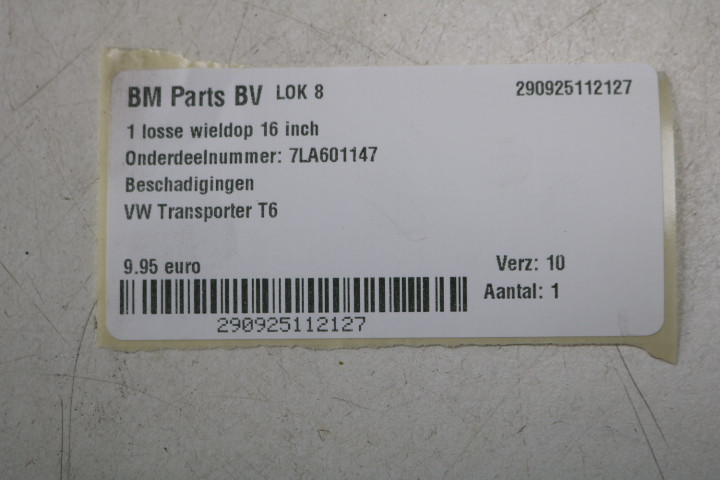 BM Parts BV LOK 8 290925112127
1 losse wieldop 16 inch
Onderdeelnummer: 7LA601147
Beschadigingen
VW Transporter T6
9.95 euro Verz: 10
Aantal: 1
290925112127